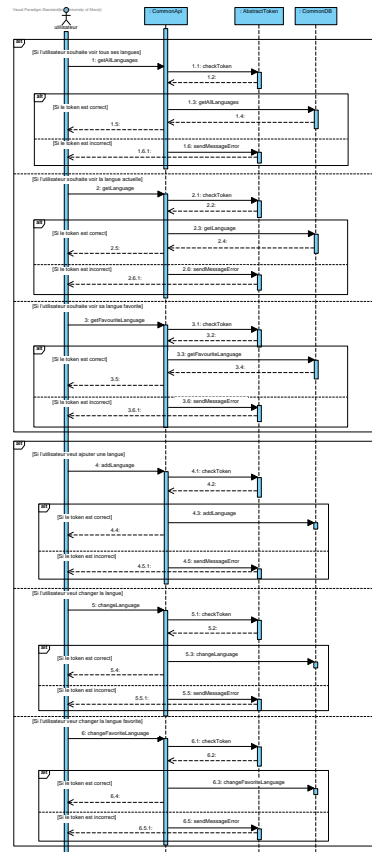 Visual Paradigm Standard(University of Mons)
utilisateur
: CommonApi
: AbstractToken
: CommonDB
alt
[Si l'utilisateur souhaite voir tous ses langues]
1: getAllLanguages
1.1: checkToken
1.2:
alt
[Si le token est correct]
1.3: getAllLanguages
1.4:
1.5:
[Si le token est incorrect]
1.6: sendMessageError
1.6.1:
[Si l'utilisateur souhaite voir la langue actuelle]
2: getLanguage
2.1: checkToken
2.2:
alt
[Si le token est correct]
2.3: getLanguage
2.4:
2.5:
[Si le token est incorrect]
2.6: sendMessageError
2.6.1:
[Si l'utilisateur souhaite voir sa langue favorite]
3: getFavouriteLanguage
3.1: checkToken
3.2:
alt
[Si le token est correct]
3.3: getFavouriteLanguage
3.4:
3.5:
[Si le token est incorrect]
3.6: sendMessageError
3.6.1:
alt
[Si l'utilisateur veut ajouter une langue]
4: addLanguage
4.1: checkToken
4.2:
alt
[Si le token est correct]
4.3: addLanguage
4.4:
[Si le token est incorrect]
4.5: sendMessageError
4.5.1:
[Si l'utilisateur veut changer la langue]
5: changeLanguage
5.1: checkToken
5.2:
alt
[Si le token est correct]
5.3: changeLanguage
5.4:
[Si le token est incorrect]
5.5: sendMessageError
5.5.1:
[Si l'utilisateur veut changer la langue favorite]
6: changeFavoriteLanguage
6.1: checkToken
6.2:
alt
[Si le token est correct]
6.3: changeFavoriteLanguage
6.4:
[Si le token est incorrect]
6.5: sendMessageError
6.5.1: